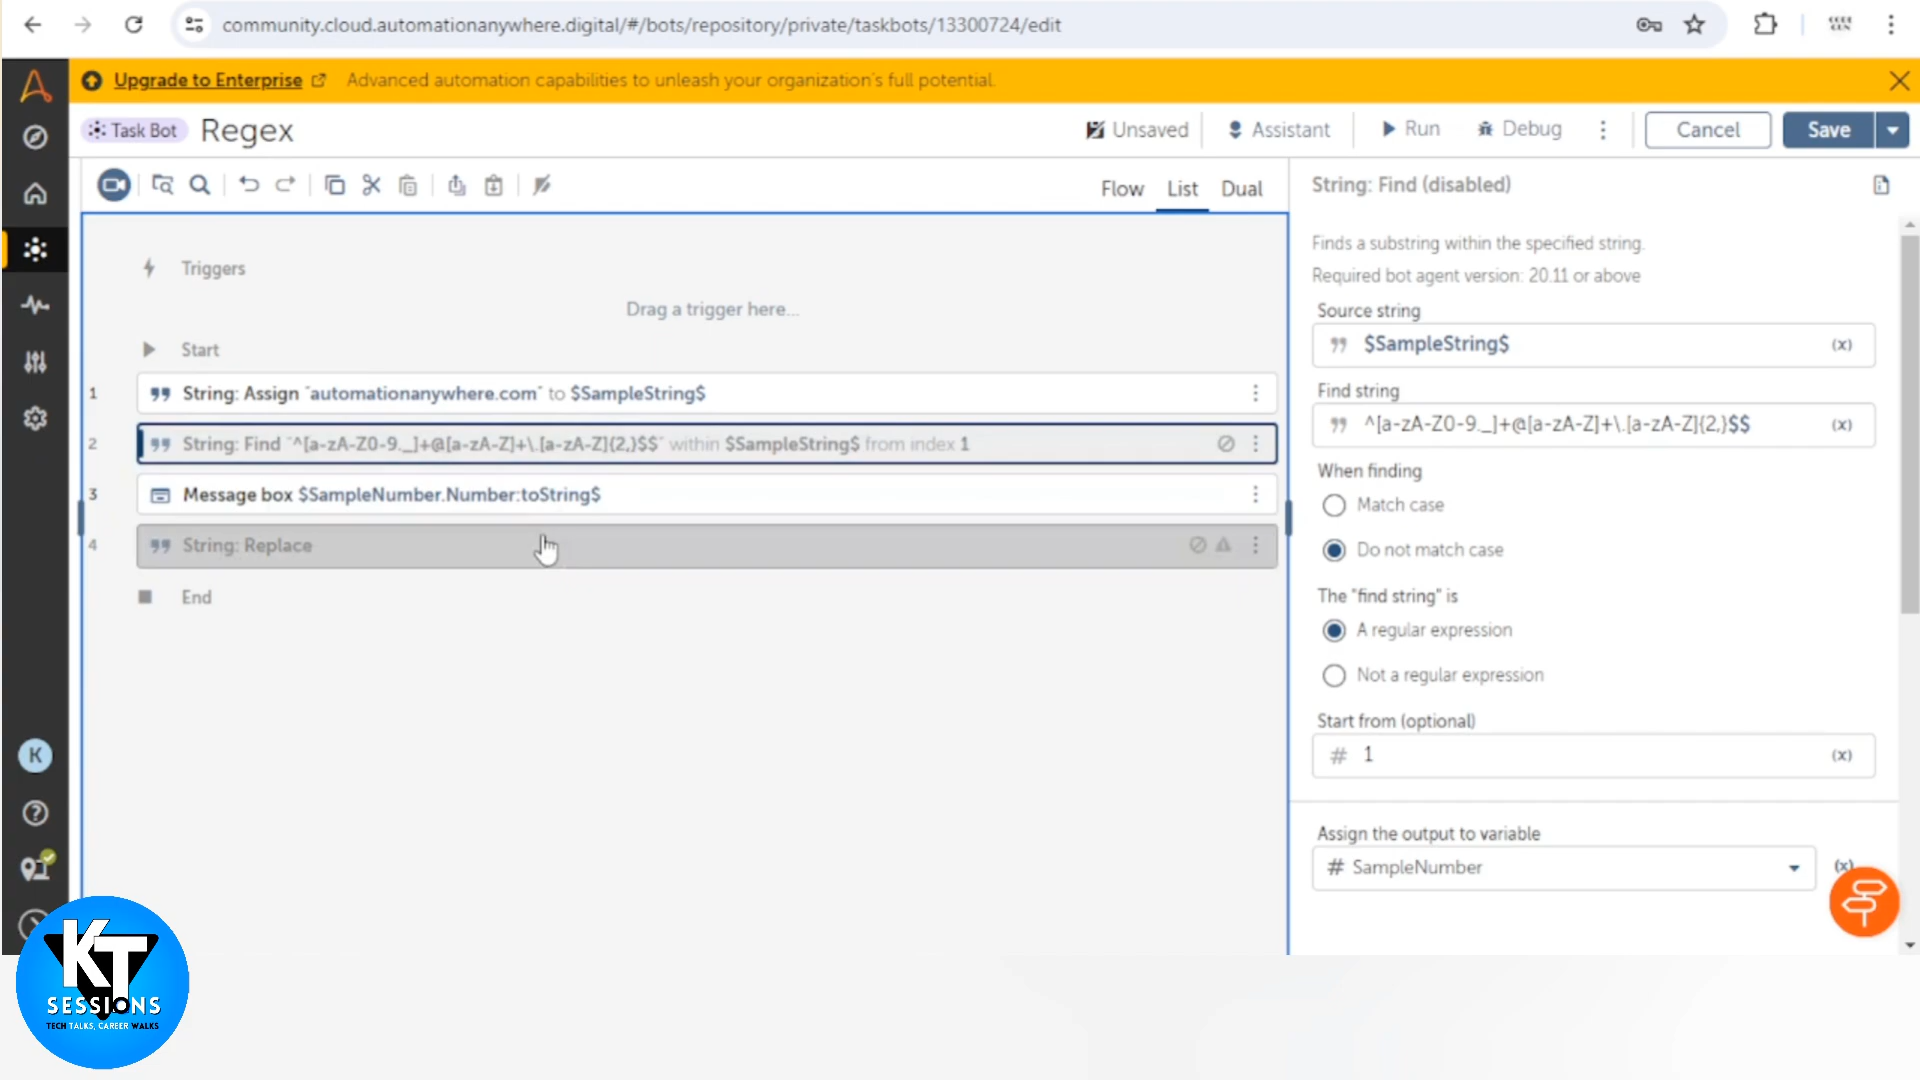 community.cloud.automationanywhere.digital/#/bots/repository/private/taskbots/13300724/edit
Upgrade to Enterprise Advanced automation capabilities to unleash your organization's full potential.
Task Bot Regex Unsaved Assistant Run Debug Cancel Save
Flow List Dual
String: Find (disabled)
Finds a substring within the specified string.
Required bot agent version: 20.11 or above
Triggers
Drag a trigger here...
Start
1 String: Assign "automationanywhere.com" to $SampleString$
2 String: Find "^[a-zA-Z0-9._]+@[a-zA-Z]+\.[a-zA-Z]{2,}$$" within $SampleString$ from index 1
3 Message box $SampleNumber.Number:toString$
4 String: Replace
End
Source string
$SampleString$ (x)
Find string
^[a-zA-Z0-9._]+@[a-zA-Z]+\.[a-zA-Z]{2,}$$ (x)
When finding
Match case
Do not match case
The "find string" is
A regular expression
Not a regular expression
Start from (optional)
# 1 (x)
Assign the output to variable
# SampleNumber (x)
K
KT
SESSIONS
TECH TALKS, CAREER WALKS